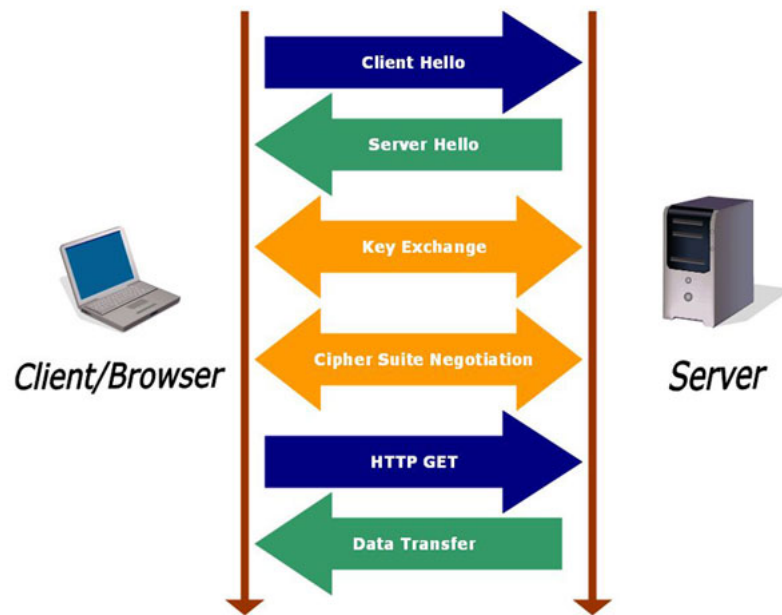 Client Hello
Server Hello
Key Exchange
Cipher Suite Negotiation
Client/Browser
Server
HTTP GET
Data Transfer